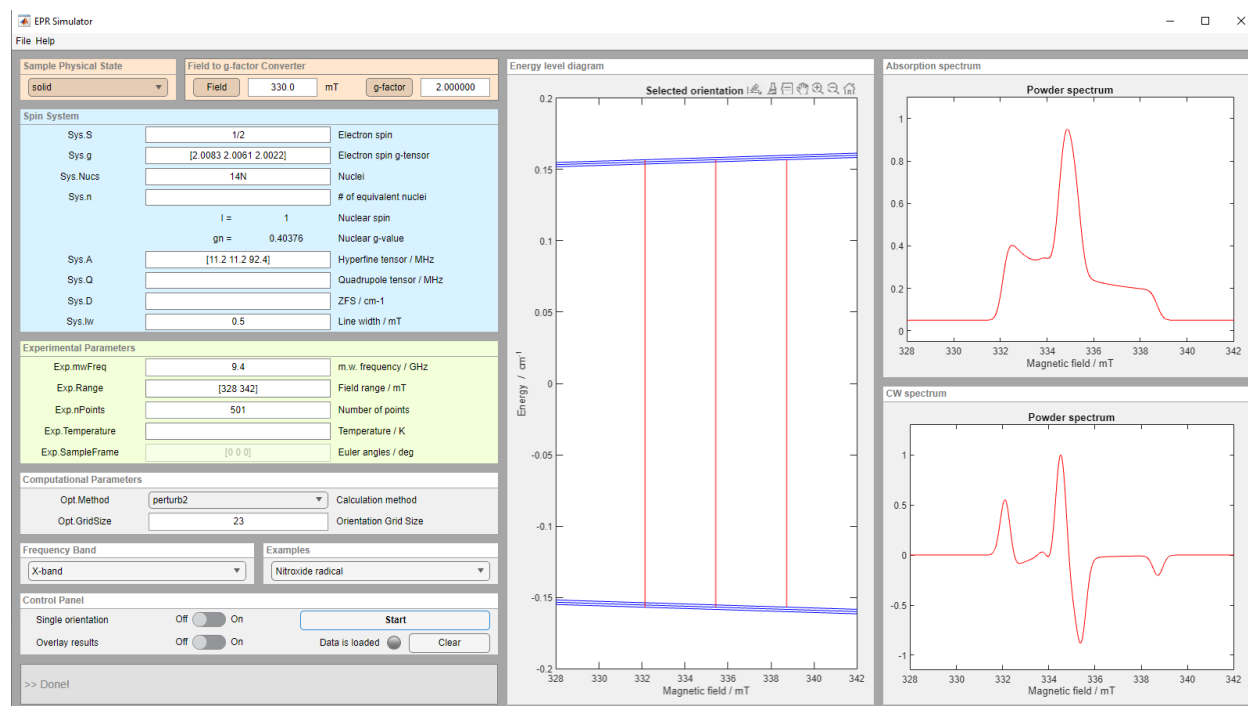 EPR Simulator
File Help
Sample Physical State
solid
Field to g-factor Converter
Field 330.0 mT g-factor 2.000000
Spin System
Sys.S 1/2 Electron spin
Sys.g [2.0083 2.0061 2.0022] Electron spin g-tensor
Sys.Nucs 14N Nuclei
Sys.n # of equivalent nuclei
I = 1 Nuclear spin
gn = 0.40376 Nuclear g-value
Sys.A [11.2 11.2 92.4] Hyperfine tensor / MHz
Sys.Q Quadrupole tensor / MHz
Sys.D ZFS / cm-1
Sys.lw 0.5 Line width / mT
Experimental Parameters
Exp.mwFreq 9.4 m.w. frequency / GHz
Exp.Range [328 342] Field range / mT
Exp.nPoints 501 Number of points
Exp.Temperature Temperature / K
Exp.SampleFrame [0 0 0] Euler angles / deg
Computational Parameters
Opt.Method perturb2 Calculation method
Opt.GridSize 23 Orientation Grid Size
Frequency Band
X-band
Examples
Nitroxide radical
Control Panel
Single orientation Off On Start
Overlay results Off On Data is loaded Clear
>> Done!
Energy level diagram
Selected orientation
0.2
0.15
0.1
0.05
0
-0.05
-0.1
-0.15
-0.2
Energy / cm-1
328 330 332 334 336 338 340 342
Magnetic field / mT
Absorption spectrum
Powder spectrum
1
0.8
0.6
0.4
0.2
0
328 330 332 334 336 338 340 342
Magnetic field / mT
CW spectrum
Powder spectrum
1
0.5
0
-0.5
-1
328 330 332 334 336 338 340 342
Magnetic field / mT